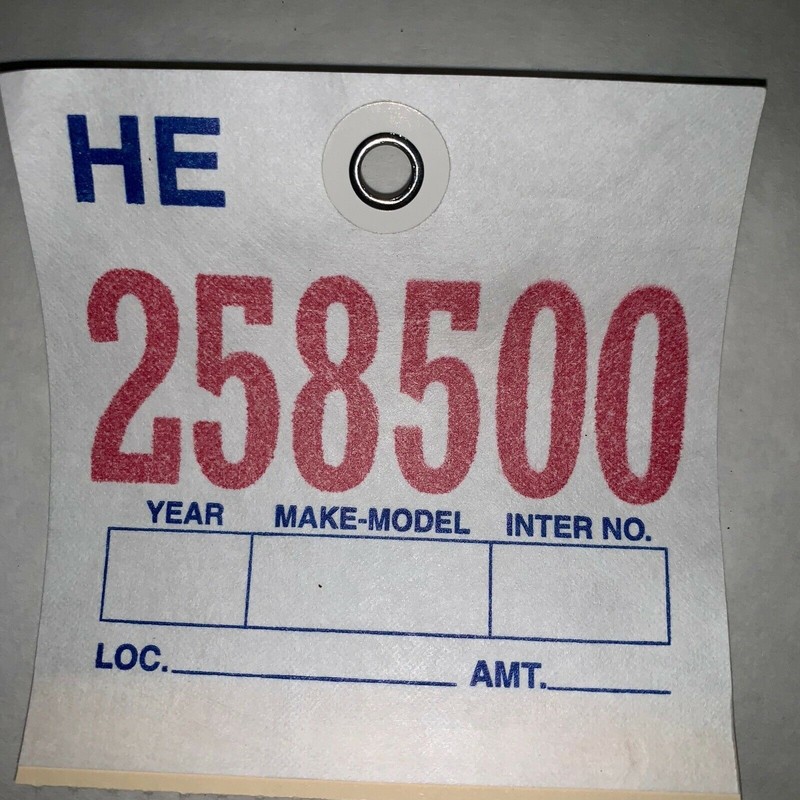 HE
258500
YEAR MAKE-MODEL INTER NO.
LOC. AMT.